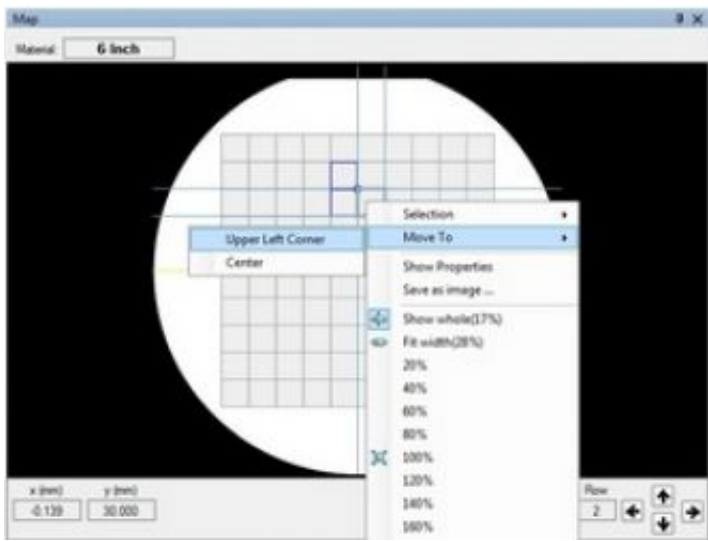 Map
Material: 6 Inch
Selection
Move To
Upper Left Corner
Center
Show Properties
Save as image ...
Show whole(17%)
Fit width(28%)
20%
40%
60%
80%
100%
120%
140%
160%
x (mm) y (mm)
-0.139 30.000
Row
2